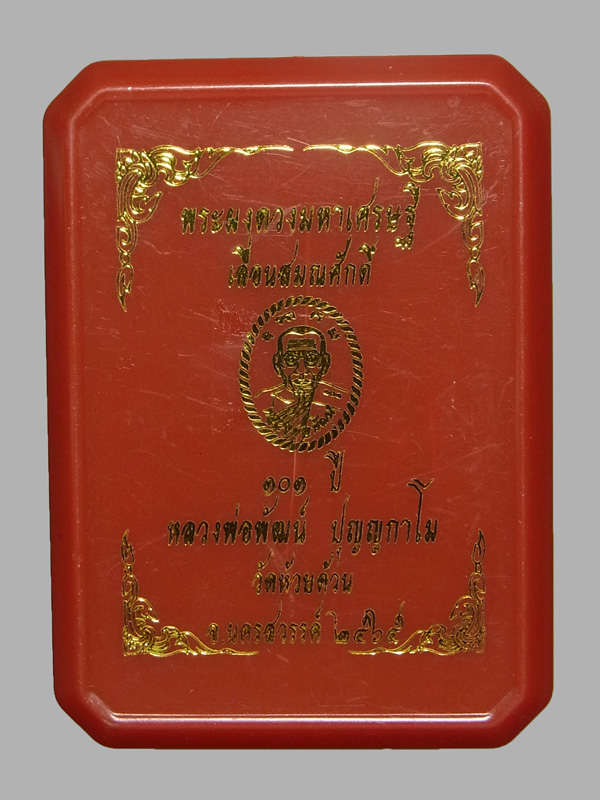 พระผงดวงมหาเศรษฐี
เลื่อนสมณศักดิ์
๑๐๑ ปี
หลวงพ่อพัฒน์ ปุญญกาโม
วัดห้วยด้วน
จ.นครสวรรค์ ๒๕๖๕